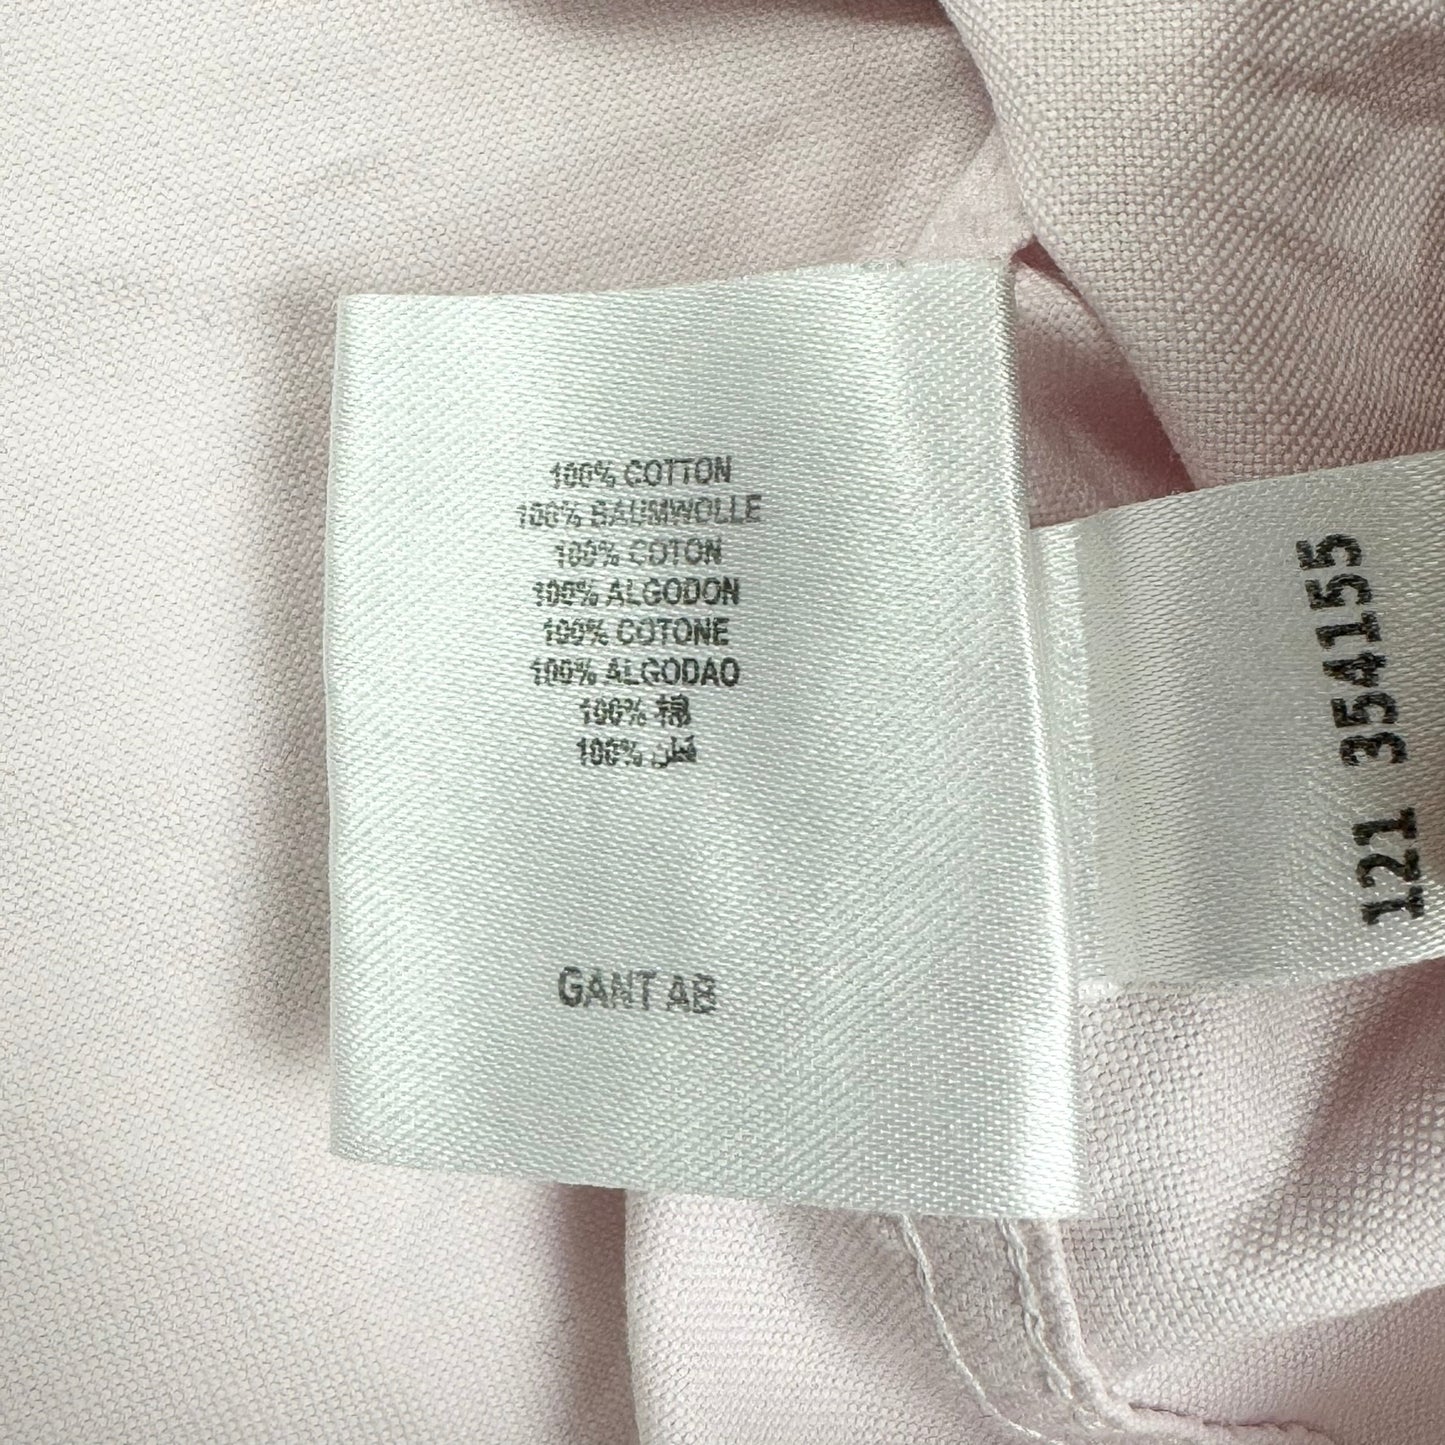 100% COTTON
100% BAUMWOLLE
100% COTON
100% ALGODON
100% COTONE
100% ALGODAO
100% 棉
100% قطن
GANT AB
121 354155